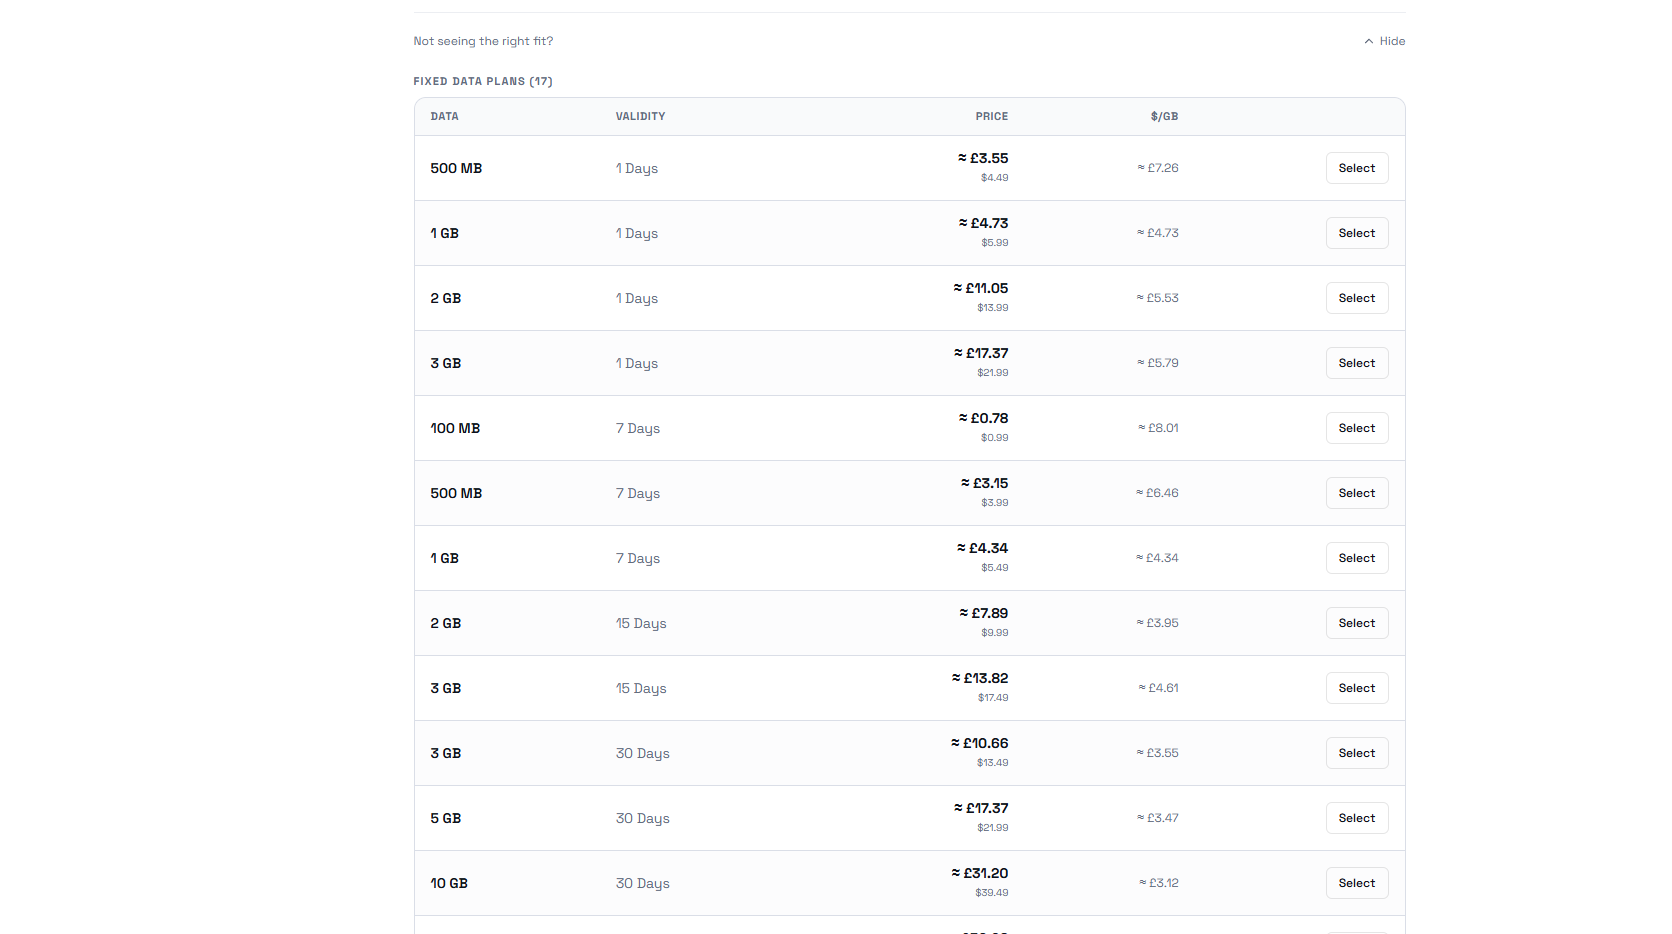 Not seeing the right fit?
Hide
FIXED DATA PLANS (17)
DATA VALIDITY PRICE $/GB
500 MB 1 Days ≈ £3.55 ≈ £7.26 Select
$4.49
1 GB 1 Days ≈ £4.73 ≈ £4.73 Select
$5.99
2 GB 1 Days ≈ £11.05 ≈ £5.53 Select
$13.99
3 GB 1 Days ≈ £17.37 ≈ £5.79 Select
$21.99
100 MB 7 Days ≈ £0.78 ≈ £8.01 Select
$0.99
500 MB 7 Days ≈ £3.15 ≈ £6.46 Select
$3.99
1 GB 7 Days ≈ £4.34 ≈ £4.34 Select
$5.49
2 GB 15 Days ≈ £7.89 ≈ £3.95 Select
$9.99
3 GB 15 Days ≈ £13.82 ≈ £4.61 Select
$17.49
3 GB 30 Days ≈ £10.66 ≈ £3.55 Select
$13.49
5 GB 30 Days ≈ £17.37 ≈ £3.47 Select
$21.99
10 GB 30 Days ≈ £31.20 ≈ £3.12 Select
$39.49